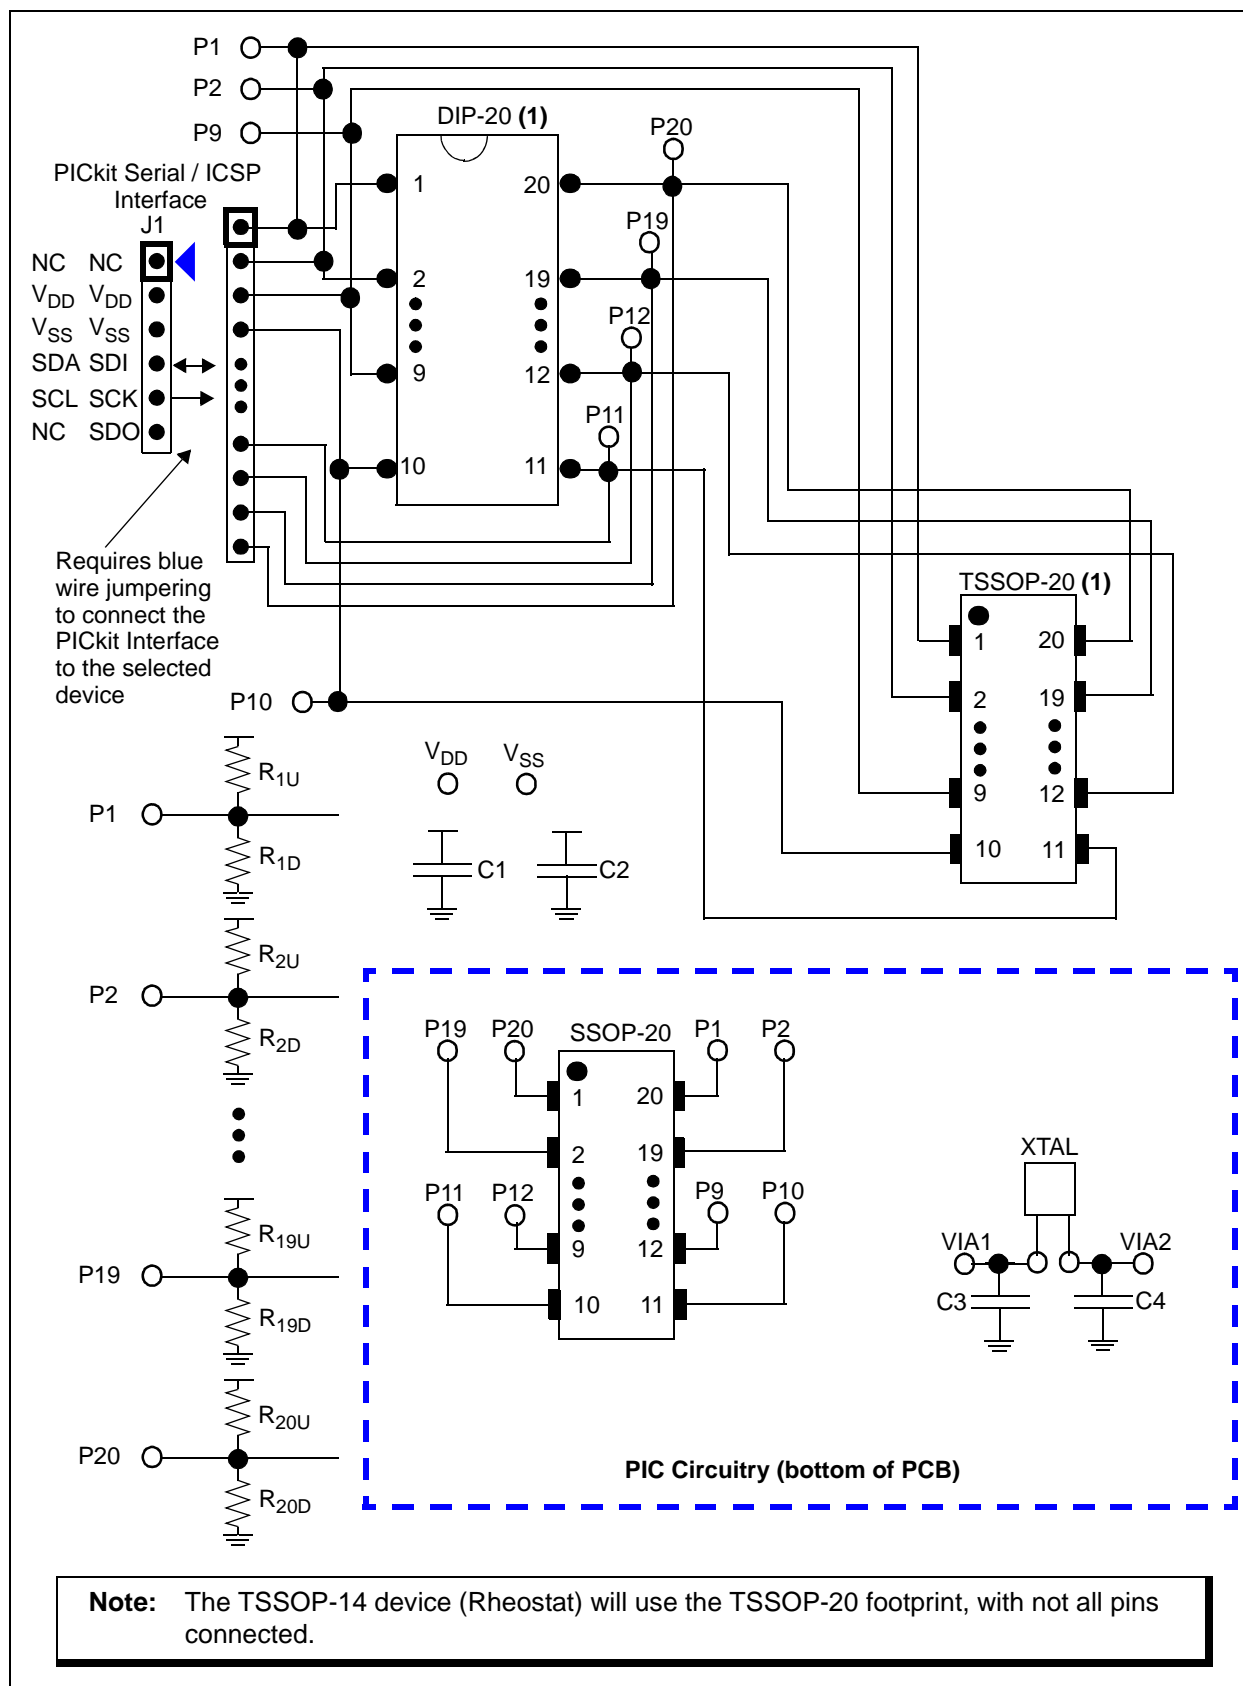 P1
P2
P9
DIP-20 (1)
P20
PICkit Serial / ICSP
Interface
J1
1
20
P19
NC NC
VDD VDD
VSS VSS
SDA SDI
SCL SCK
NC SDO
2
19
P12
9
12
P11
10
11
Requires blue
wire jumpering
to connect the
PICkit Interface
to the selected
device
TSSOP-20 (1)
1
20
2
19
9
12
10
11
P10
VDD
VSS
R1U
P1
R1D
C1
C2
R2U
P2
R2D
P19
P20
SSOP-20
P1
P2
1
20
2
19
P11
P12
P9
P10
9
12
10
11
XTAL
VIA1
VIA2
C3
C4
R19U
P19
R19D
R20U
P20
R20D
PIC Circuitry (bottom of PCB)
Note: The TSSOP-14 device (Rheostat) will use the TSSOP-20 footprint, with not all pins
connected.